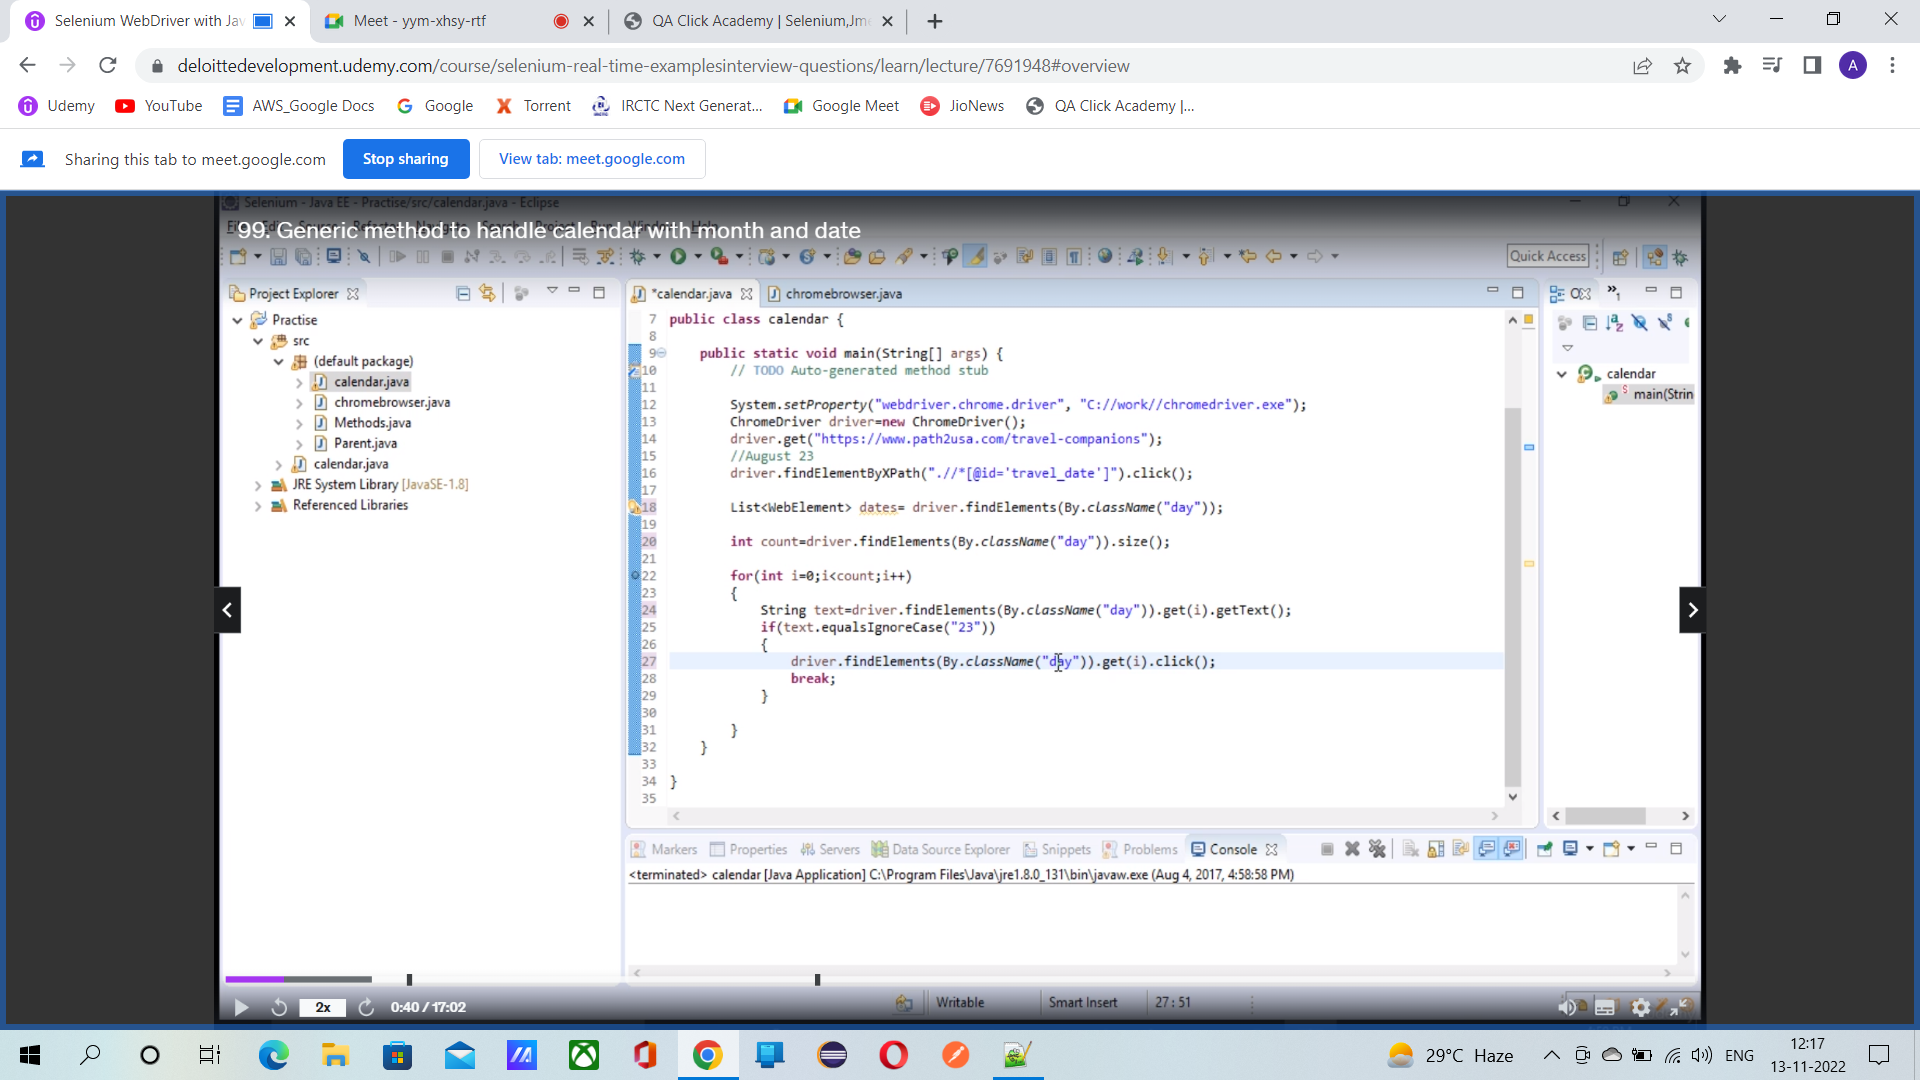 Selenium WebDriver with Jav
Meet - yym-xhsy-rtf
QA Click Academy | Selenium,Jm
deloittedevelopment.udemy.com/course/selenium-real-time-examplesinterview-questions/learn/lecture/7691948#overview
A
Udemy YouTube AWS_Google Docs Google Torrent IRCTC Next Generat... Google Meet JioNews QA Click Academy |...
Sharing this tab to meet.google.com Stop sharing View tab: meet.google.com
Selenium - Java EE - Practise/src/calendar.java - Eclipse
99. Generic method to handle calendar with month and date
Quick Access
Project Explorer
*calendar.java chromebrowser.java
Practise
src
(default package)
calendar.java
chromebrowser.java
Methods.java
Parent.java
calendar.java
JRE System Library [JavaSE-1.8]
Referenced Libraries
7 public class calendar {
8
9 public static void main(String[] args) {
10 // TODO Auto-generated method stub
11
12 System.setProperty("webdriver.chrome.driver", "C://work//chromedriver.exe");
13 ChromeDriver driver=new ChromeDriver();
14 driver.get("https://www.path2usa.com/travel-companions");
15 //August 23
16 driver.findElementByXPath(".//*[@id='travel_date']").click();
17
18 List<WebElement> dates= driver.findElements(By.className("day"));
19
20 int count=driver.findElements(By.className("day")).size();
21
22 for(int i=0;i<count;i++)
23 {
24 String text=driver.findElements(By.className("day")).get(i).getText();
25 if(text.equalsIgnoreCase("23"))
26 {
27 driver.findElements(By.className("day")).get(i).click();
28 break;
29 }
30
31 }
32 }
33
34 }
35
calendar
main(Strin
Markers Properties Servers Data Source Explorer Snippets Problems Console
<terminated> calendar [Java Application] C:\Program Files\Java\jre1.8.0_131\bin\javaw.exe (Aug 4, 2017, 4:58:58 PM)
2x 0:40 / 17:02
Writable Smart Insert 27 : 51
29°C Haze
ENG
12:17
13-11-2022